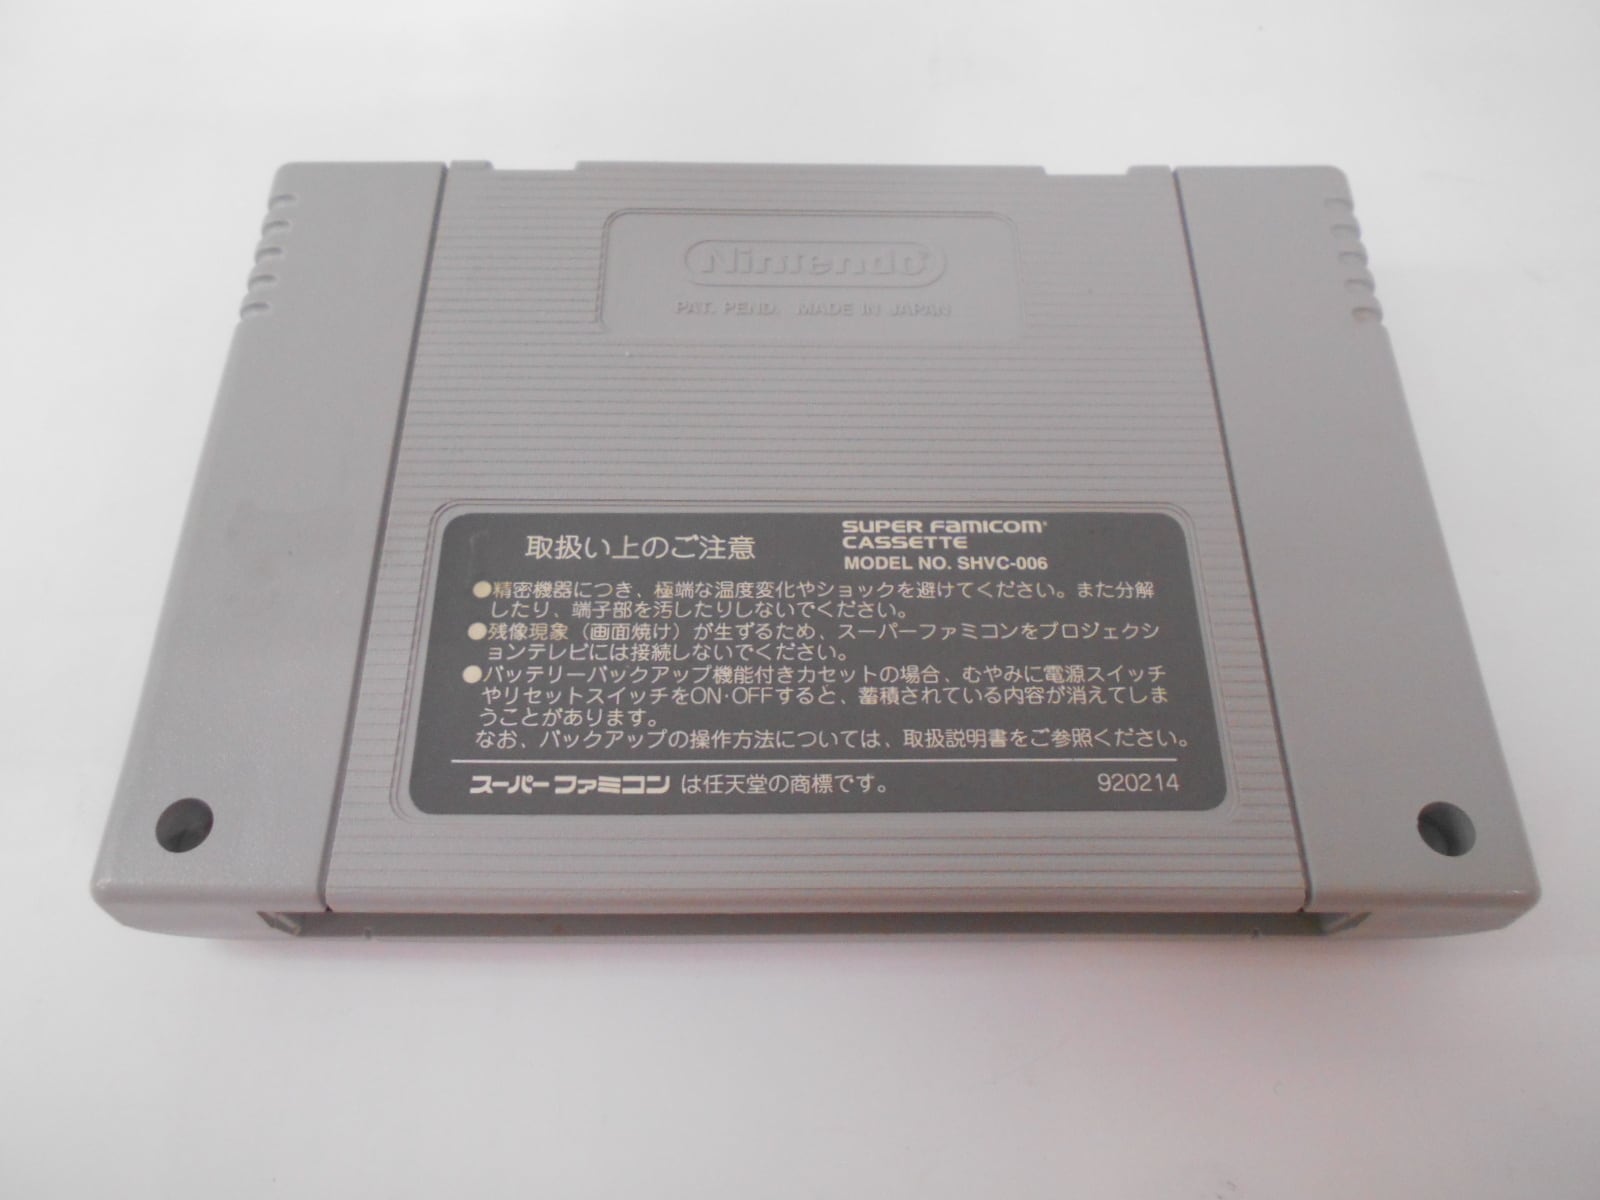 Nintendo®
PAT. PEND. MADE IN JAPAN
取扱い上のご注意
SUPER FAMICOM
CASSETTE
MODEL NO. SHVC-006
●精密機器につき、極端な温度変化やショックを避けてください。また分解
したり、端子部を汚したりしないでください。
●残像現象（画面焼け）が生ずるため、スーパーファミコンをプロジェクシ
ョンテレビには接続しないでください。
●バッテリーバックアップ機能付きカセットの場合、むやみに電源スイッチ
やリセットスイッチをON·OFFすると、蓄積されている内容が消えてしま
うことがあります。
なお、バックアップの操作方法については、取扱説明書をご参照ください。
スーパーファミコン は任天堂の商標です。 920214